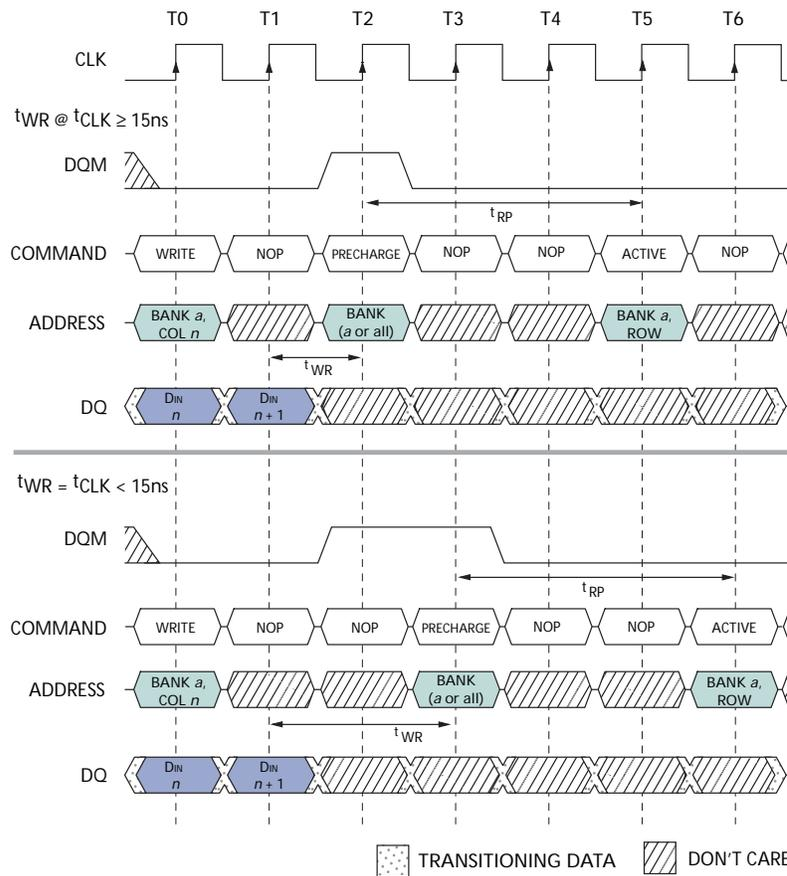 T0 T1 T2 T3 T4 T5 T6
CLK
tWR @ tCLK ≥ 15ns
DQM
tRP
COMMAND WRITE NOP PRECHARGE NOP NOP ACTIVE NOP
ADDRESS BANK a, COL n BANK (a or all) BANK a, ROW
tWR
DQ DIN n DIN n + 1
tWR = tCLK < 15ns
DQM
tRP
COMMAND WRITE NOP NOP PRECHARGE NOP NOP ACTIVE
ADDRESS BANK a, COL n BANK (a or all) BANK a, ROW
tWR
DQ DIN n DIN n + 1
TRANSITIONING DATA DON'T CARE